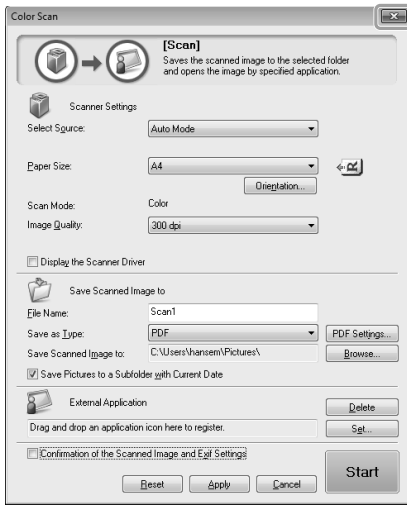 Color Scan
[Scan]
Saves the scanned image to the selected folder
and opens the image by specified application.
Scanner Settings
Select Source: Auto Mode
Paper Size: A4
Orientation...
Scan Mode: Color
Image Quality: 300 dpi
Display the Scanner Driver
Save Scanned Image to
File Name: Scan1
Save as Type: PDF PDF Settings...
Save Scanned Image to: C:\Users\hansem\Pictures\ Browse...
Save Pictures to a Subfolder with Current Date
External Application Delete
Drag and drop an application icon here to register. Set...
Confirmation of the Scanned Image and Exif Settings
Reset Apply Cancel Start